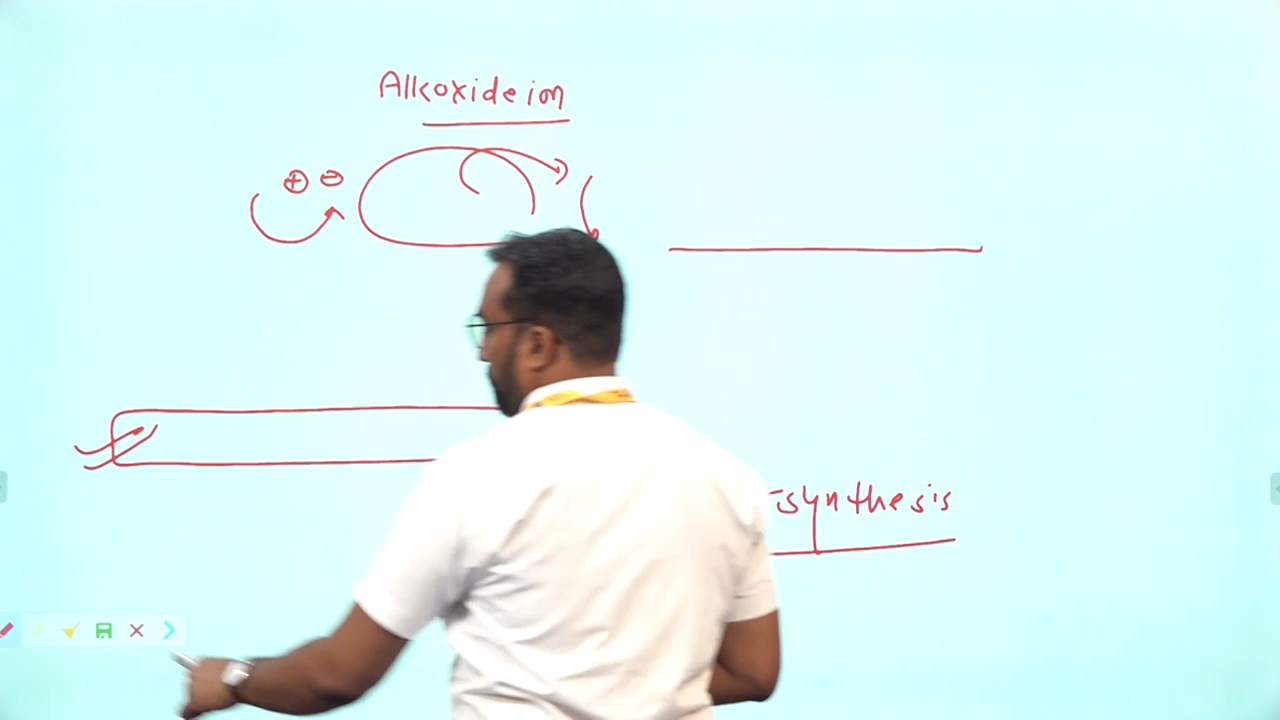 Alkoxide ion
⊕ ⊖
-synthesis